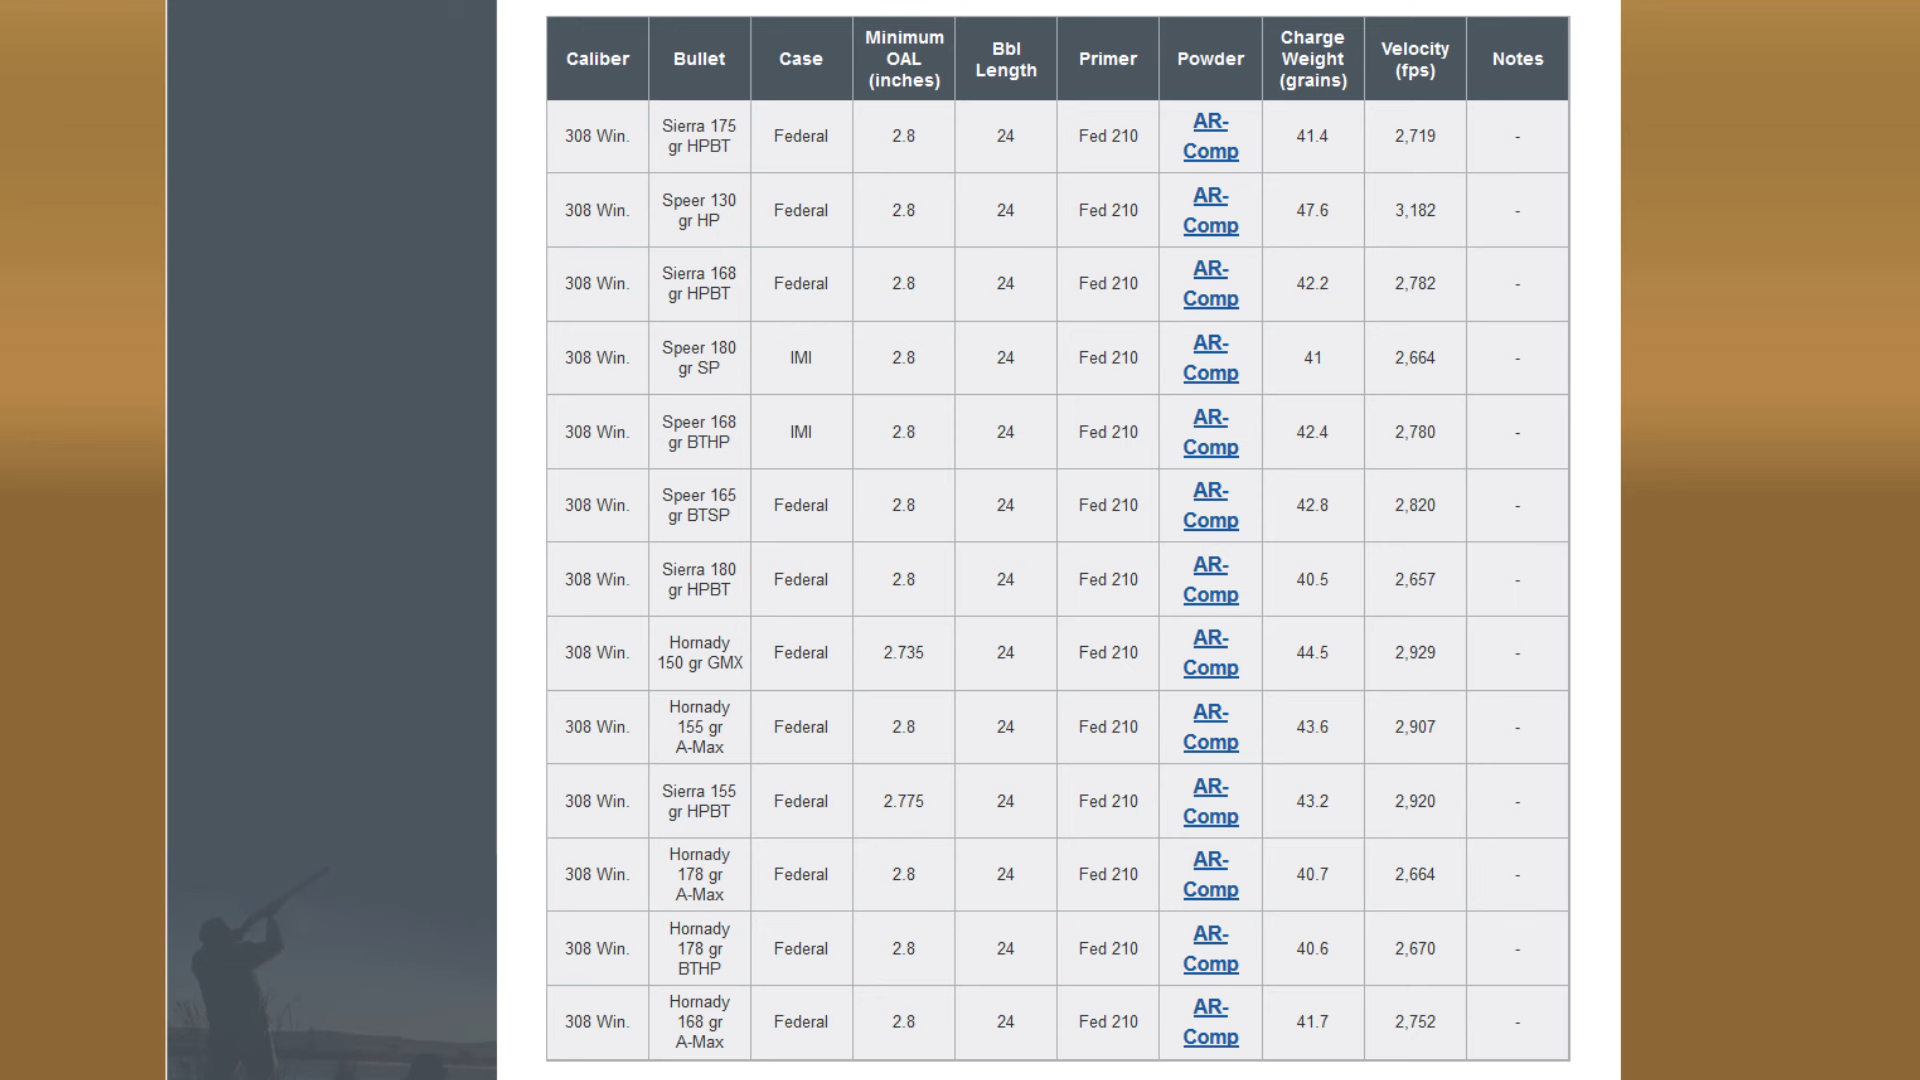 Caliber Bullet Case Minimum OAL (inches) Bbl Length Primer Powder Charge Weight (grains) Velocity (fps) Notes
308 Win. Sierra 175 gr HPBT Federal 2.8 24 Fed 210 AR-Comp 41.4 2,719 -
308 Win. Speer 130 gr HP Federal 2.8 24 Fed 210 AR-Comp 47.6 3,182 -
308 Win. Sierra 168 gr HPBT Federal 2.8 24 Fed 210 AR-Comp 42.2 2,782 -
308 Win. Speer 180 gr SP IMI 2.8 24 Fed 210 AR-Comp 41 2,664 -
308 Win. Speer 168 gr BTHP IMI 2.8 24 Fed 210 AR-Comp 42.4 2,780 -
308 Win. Speer 165 gr BTSP Federal 2.8 24 Fed 210 AR-Comp 42.8 2,820 -
308 Win. Sierra 180 gr HPBT Federal 2.8 24 Fed 210 AR-Comp 40.5 2,657 -
308 Win. Hornady 150 gr GMX Federal 2.735 24 Fed 210 AR-Comp 44.5 2,929 -
308 Win. Hornady 155 gr A-Max Federal 2.8 24 Fed 210 AR-Comp 43.6 2,907 -
308 Win. Sierra 155 gr HPBT Federal 2.775 24 Fed 210 AR-Comp 43.2 2,920 -
308 Win. Hornady 178 gr A-Max Federal 2.8 24 Fed 210 AR-Comp 40.7 2,664 -
308 Win. Hornady 178 gr BTHP Federal 2.8 24 Fed 210 AR-Comp 40.6 2,670 -
308 Win. Hornady 168 gr A-Max Federal 2.8 24 Fed 210 AR-Comp 41.7 2,752 -